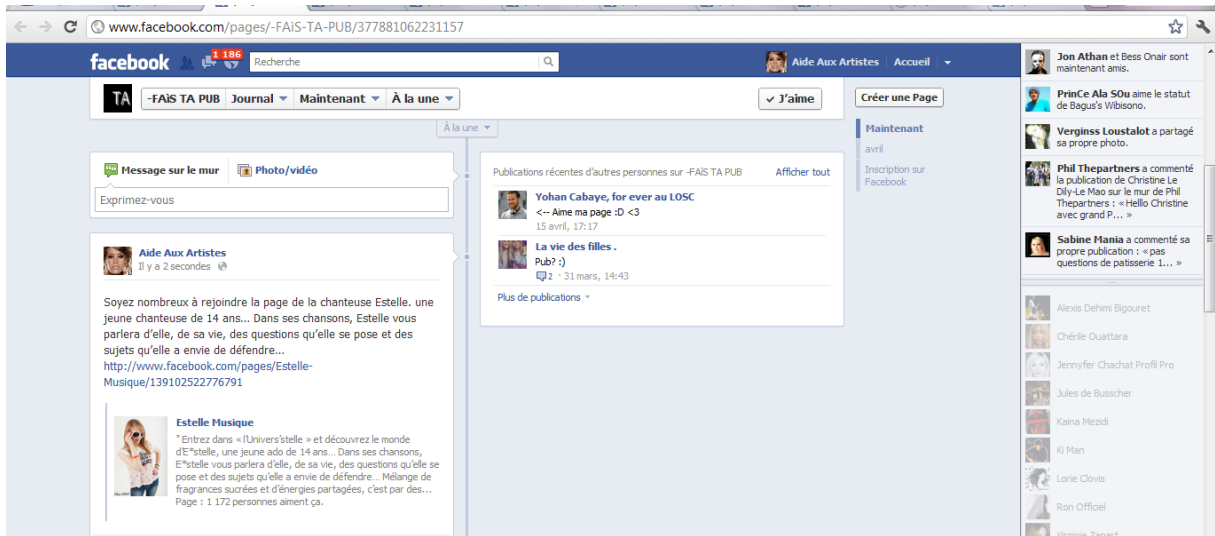 www.facebook.com/pages/-FAiS-TA-PUB/377881062231157
facebook 1 186 Recherche Aide Aux Artistes Accueil
TA -FAiS TA PUB Journal Maintenant À la une ✓ J'aime Créer une Page
À la une
Maintenant
avril
Inscription sur
Facebook
Message sur le mur Photo/vidéo
Exprimez-vous
Aide Aux Artistes
Il y a 2 secondes
Soyez nombreux à rejoindre la page de la chanteuse Estelle. une
jeune chanteuse de 14 ans... Dans ses chansons, Estelle vous
parlera d'elle, de sa vie, des questions qu'elle se pose et des
sujets qu'elle a envie de défendre...
http://www.facebook.com/pages/Estelle-
Musique/139102522776791
Estelle Musique
" Entrez dans « l'Univers'stelle » et découvrez le monde
d'E*stelle, une jeune ado de 14 ans... Dans ses chansons,
E*stelle vous parlera d'elle, de sa vie, des questions qu'elle se
pose et des sujets qu'elle a envie de défendre... Mélange de
fragrances sucrées et d'énergies partagées, c'est par des...
Page : 1 172 personnes aiment ça.
Publications récentes d'autres personnes sur -FAiS TA PUB Afficher tout
Yohan Cabaye, for ever au LOSC
<-- Aime ma page :D <3
15 avril, 17:17
La vie des filles .
Pub? :)
2 · 31 mars, 14:43
Plus de publications
Jon Athan et Bess Onair sont
maintenant amis.
PrinCe Ala SOu aime le statut
de Bagus's Wibisono.
Verginss Loustalot a partagé
sa propre photo.
Phil Thepartners a commenté
la publication de Christine Le
Dily-Le Mao sur le mur de Phil
Thepartners : « Helllo Christine
avec grand P... »
Sabine Mania a commenté sa
propre publication : « pas
questions de patisserie 1... »
Alexis Dehimi Bigouret
Chérile Ouattara
Jennyfer Chachat Profil Pro
Jules de Busscher
Kaina Mezidi
Ki Man
Lorie Clovis
Ron Officiel